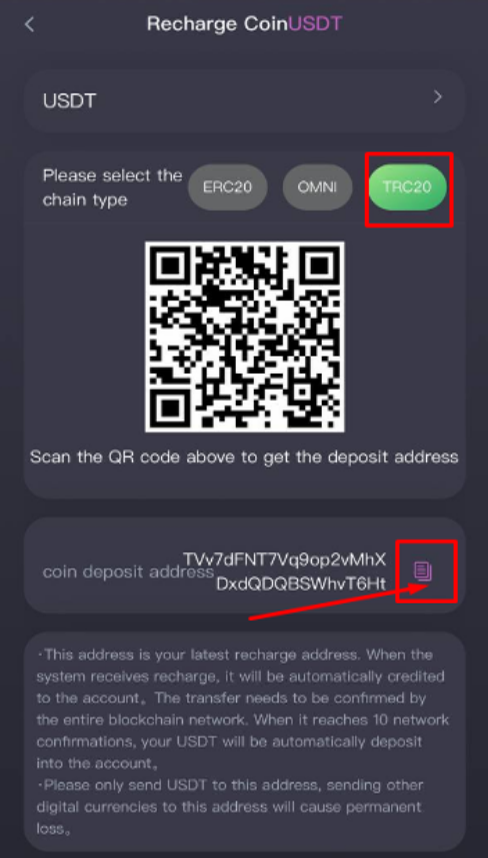 Recharge CoinUSDT
USDT
Please select the
chain type
ERC20
OMNI
TRC20
Scan the QR code above to get the deposit address
coin deposit address
TVv7dFNT7Vq9op2vMhX
DxdQDQBSWhvT6Ht
·This address is your latest recharge address. When the
system receives recharge, it will be automatically credited
to the account。The transfer needs to be confirmed by
the entire blockchain network. When it reaches 10 network
confirmations, your USDT will be automatically deposit
into the account。
·Please only send USDT to this address, sending other
digital currencies to this address will cause permanent
loss。